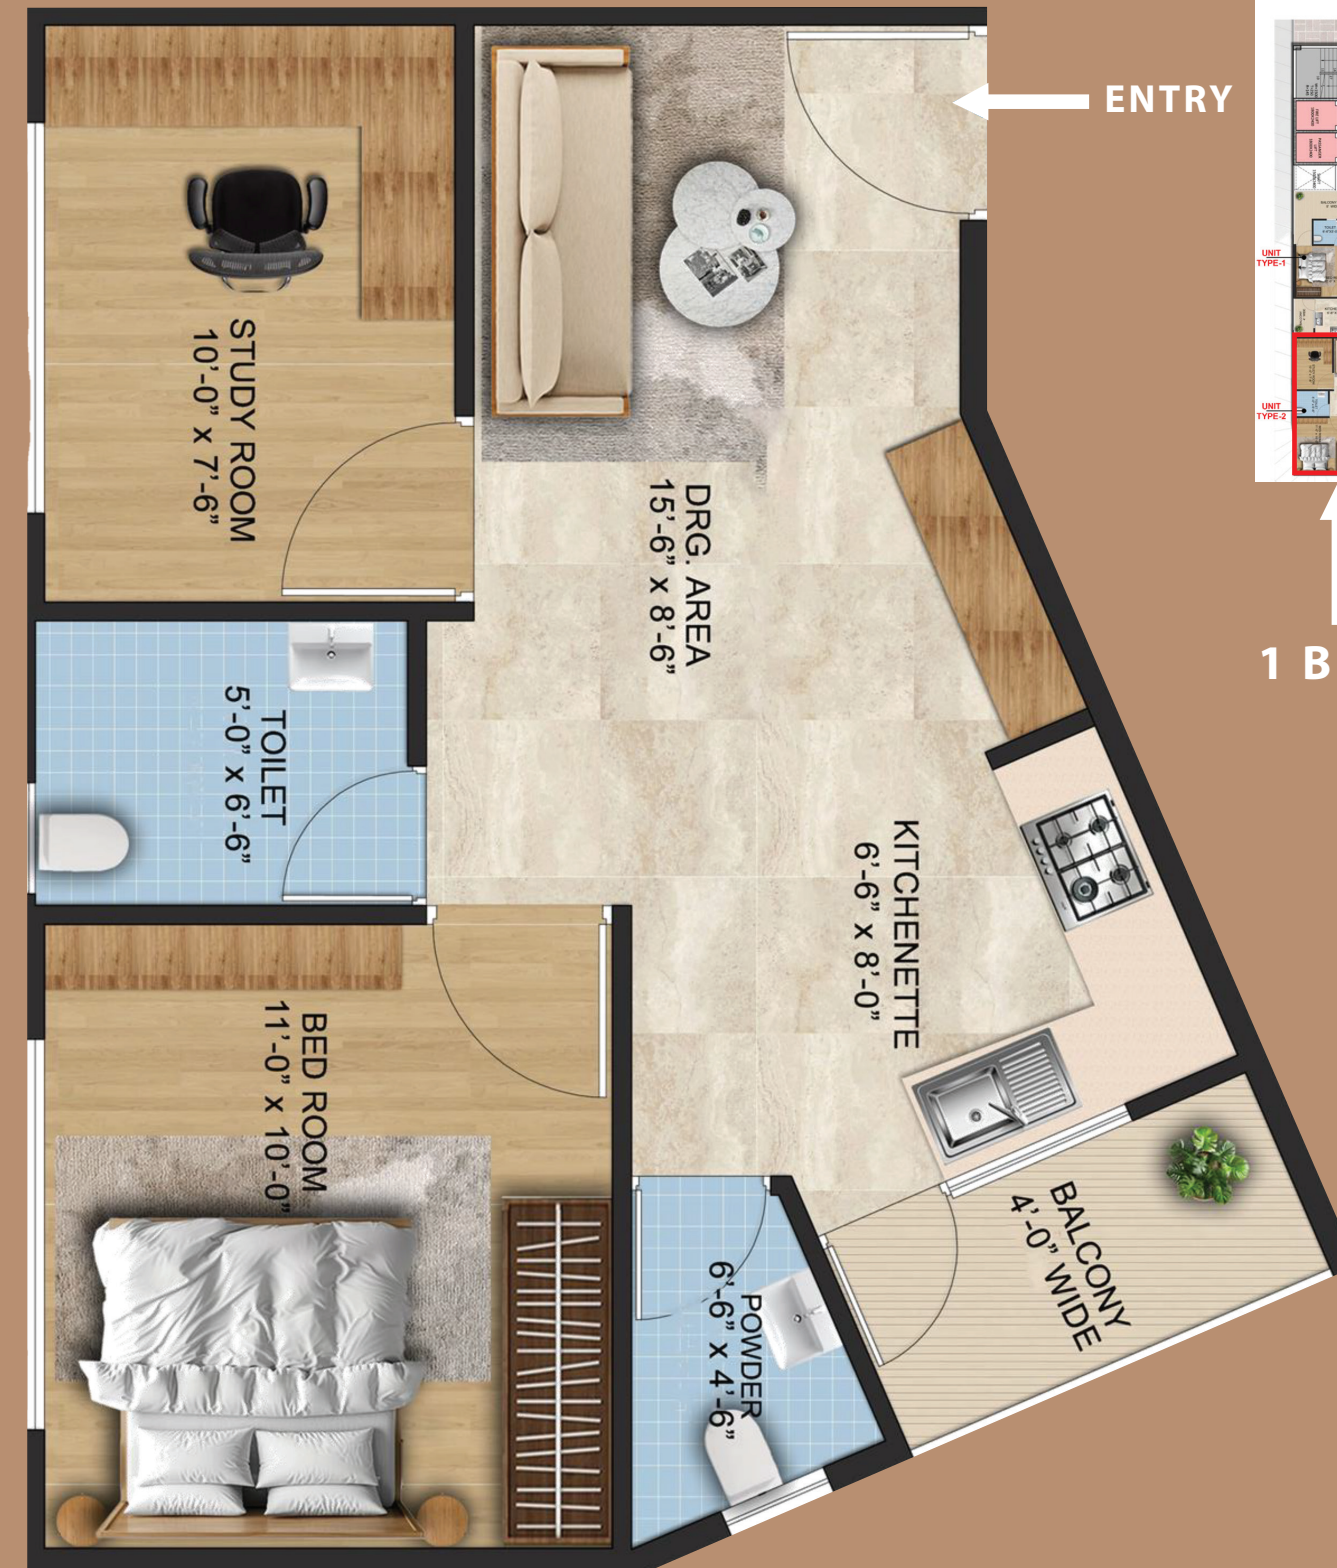 ENTRY
STUDY ROOM
10’-0” x 7’-6”
DRG. AREA
15’-6” x 8’-6”
TOILET
5’-0” x 6’-6”
KITCHENETTE
6’-6” x 8’-0”
BED ROOM
11’-0” x 10’-0”
POWDER
6’-6” x 4’-6”
BALCONY
4’-0” WIDE
UNIT
TYPE-1
UNIT
TYPE-2
1 B